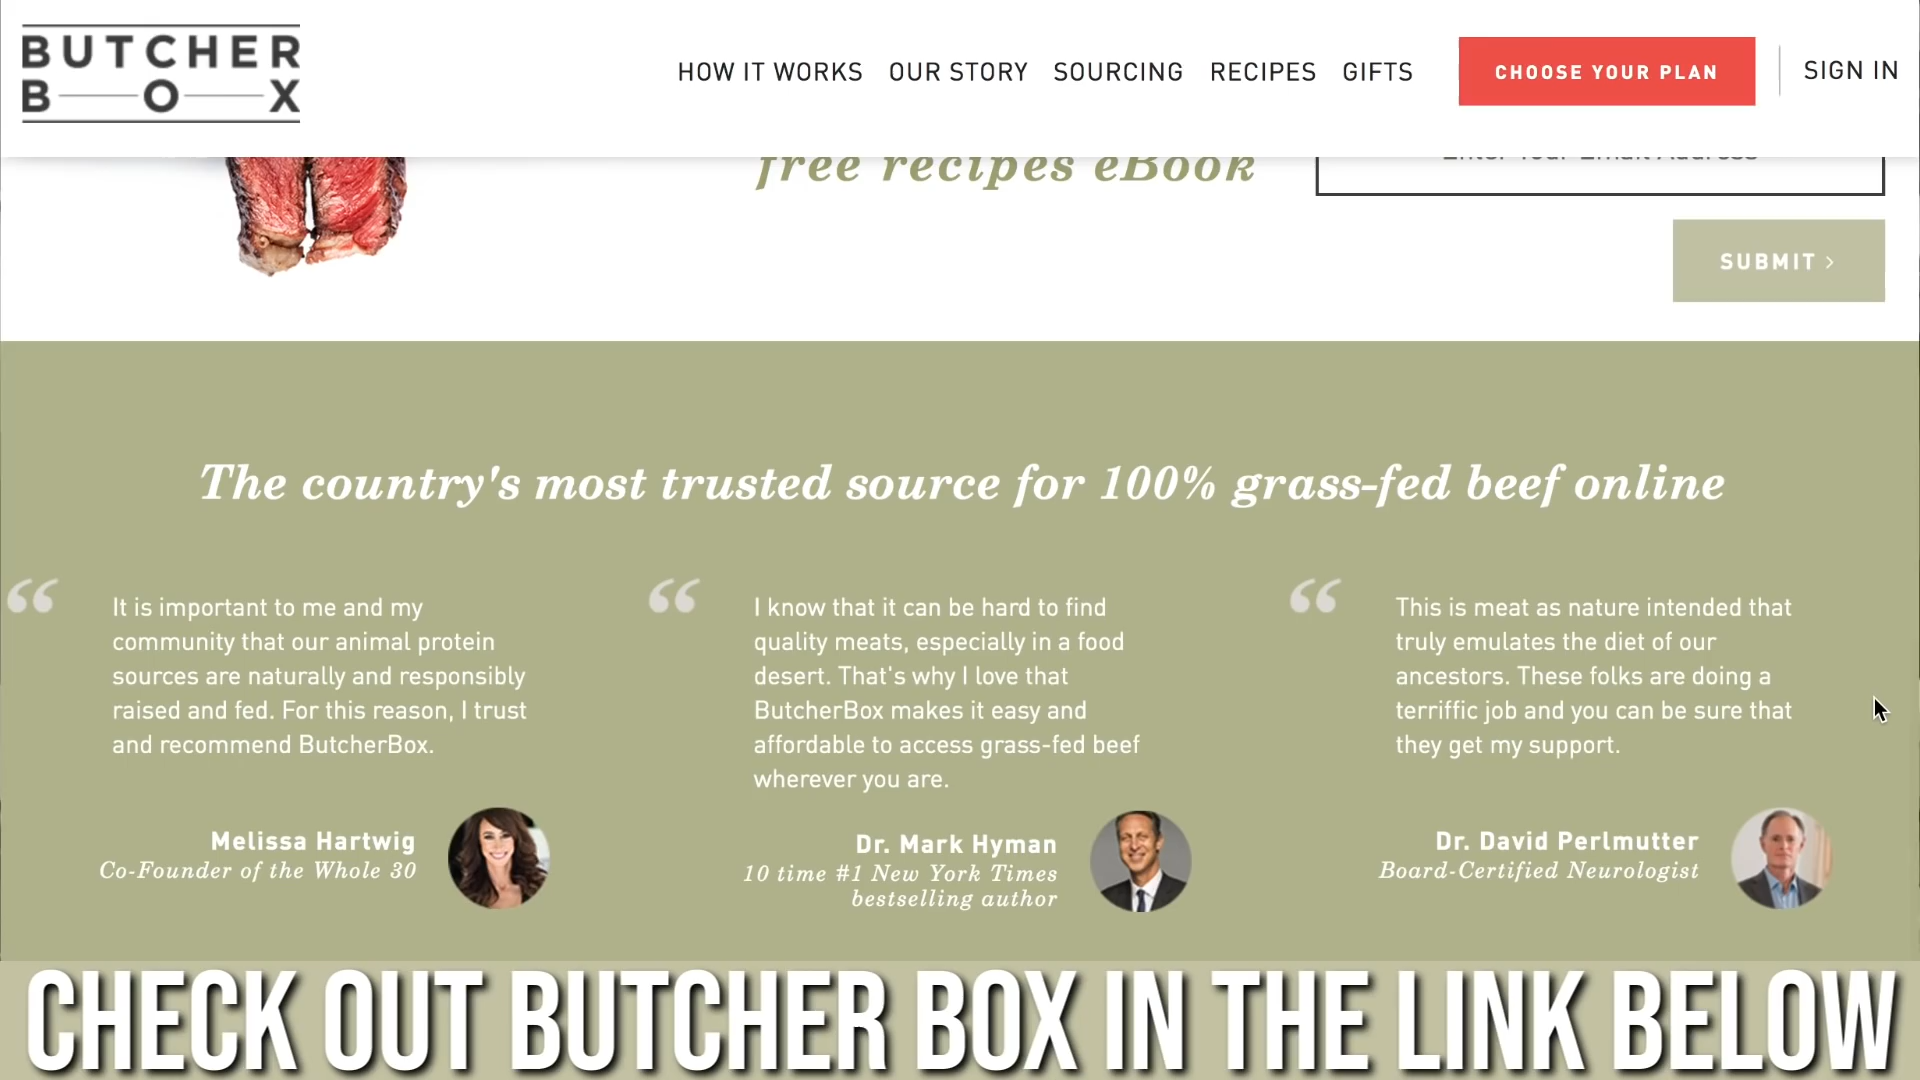 BUTCHER
BOX
HOW IT WORKS OUR STORY SOURCING RECIPES GIFTS CHOOSE YOUR PLAN SIGN IN
free recipes eBook
Enter Your Email Address
SUBMIT >
The country's most trusted source for 100% grass-fed beef online
“ It is important to me and my
community that our animal protein
sources are naturally and responsibly
raised and fed. For this reason, I trust
and recommend ButcherBox.
Melissa Hartwig
Co-Founder of the Whole 30
“ I know that it can be hard to find
quality meats, especially in a food
desert. That's why I love that
ButcherBox makes it easy and
affordable to access grass-fed beef
wherever you are.
Dr. Mark Hyman
10 time #1 New York Times
bestselling author
“ This is meat as nature intended that
truly emulates the diet of our
ancestors. These folks are doing a
terriffic job and you can be sure that
they get my support.
Dr. David Perlmutter
Board-Certified Neurologist
CHECK OUT BUTCHER BOX IN THE LINK BELOW